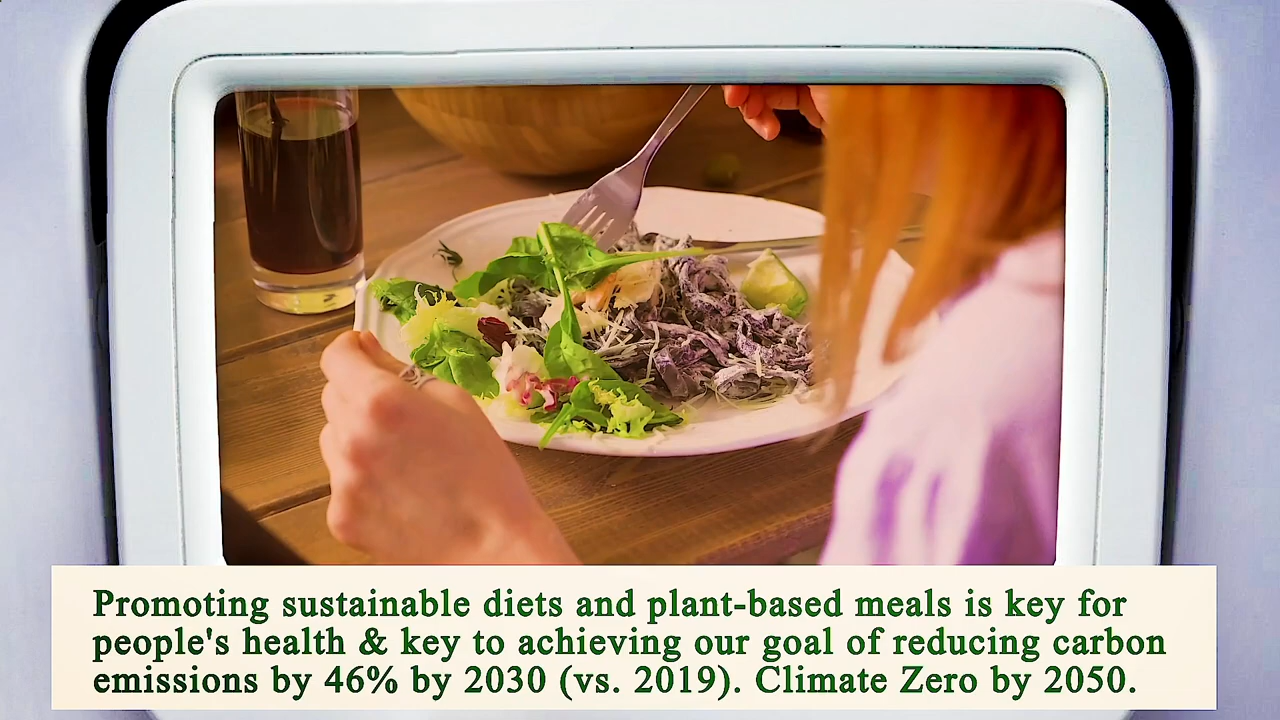 Promoting sustainable diets and plant-based meals is key for
people's health & key to achieving our goal of reducing carbon
emissions by 46% by 2030 (vs. 2019). Climate Zero by 2050.